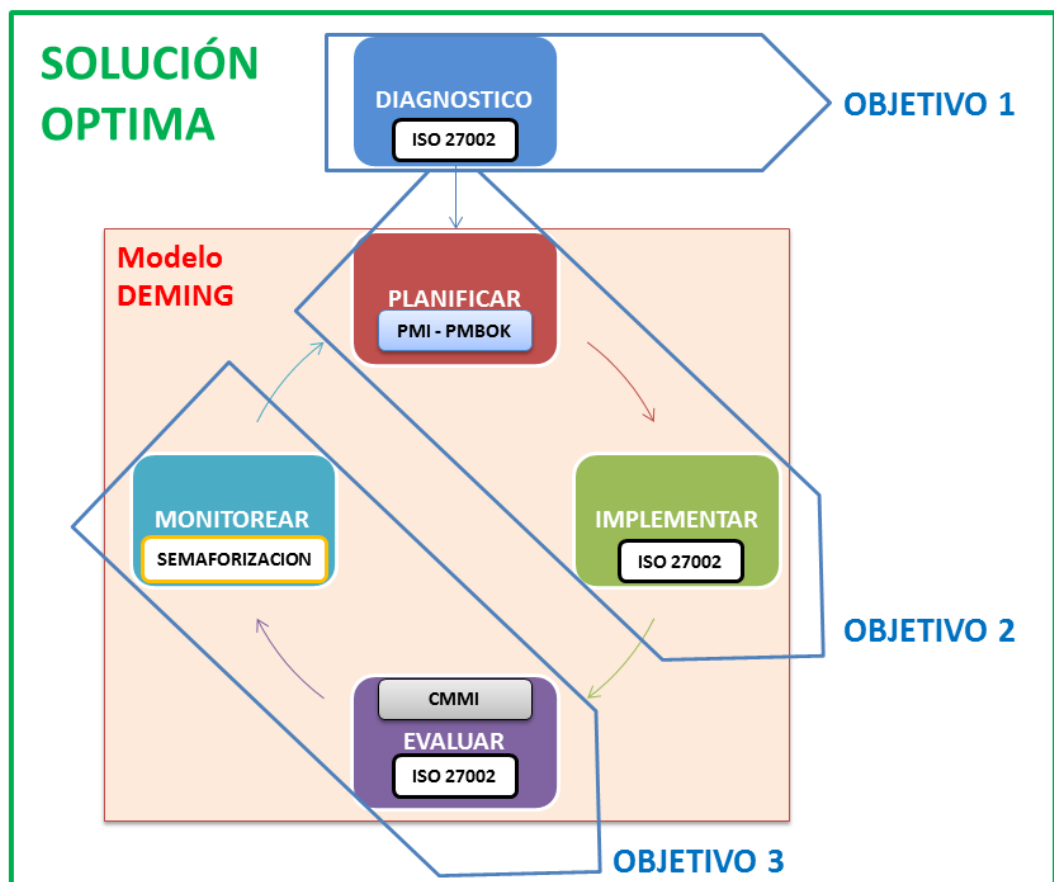 SOLUCIÓN
OPTIMA
DIAGNOSTICO
ISO 27002
OBJETIVO 1
Modelo
DEMING
PLANIFICAR
PMI - PMBOK
MONITOREAR
SEMAFORIZACION
IMPLEMENTAR
ISO 27002
OBJETIVO 2
CMMI
EVALUAR
ISO 27002
OBJETIVO 3